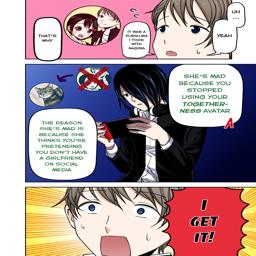 UH
...
YEAH
IT WAS A
PURIKURA
I TOOK
WITH
NAGISA
THAT'S
WHY
SHE'S MAD
BECAUSE YOU
STOPPED
USING YOUR
TOGETHER-
NESS AVATAR
A
THE REASON
SHE'S MAD IS
BECAUSE SHE
THINKS YOU'RE
PRETENDING
YOU DON'T HAVE
A GIRLFRIEND
ON SOCIAL
MEDIA
I
GET
IT!